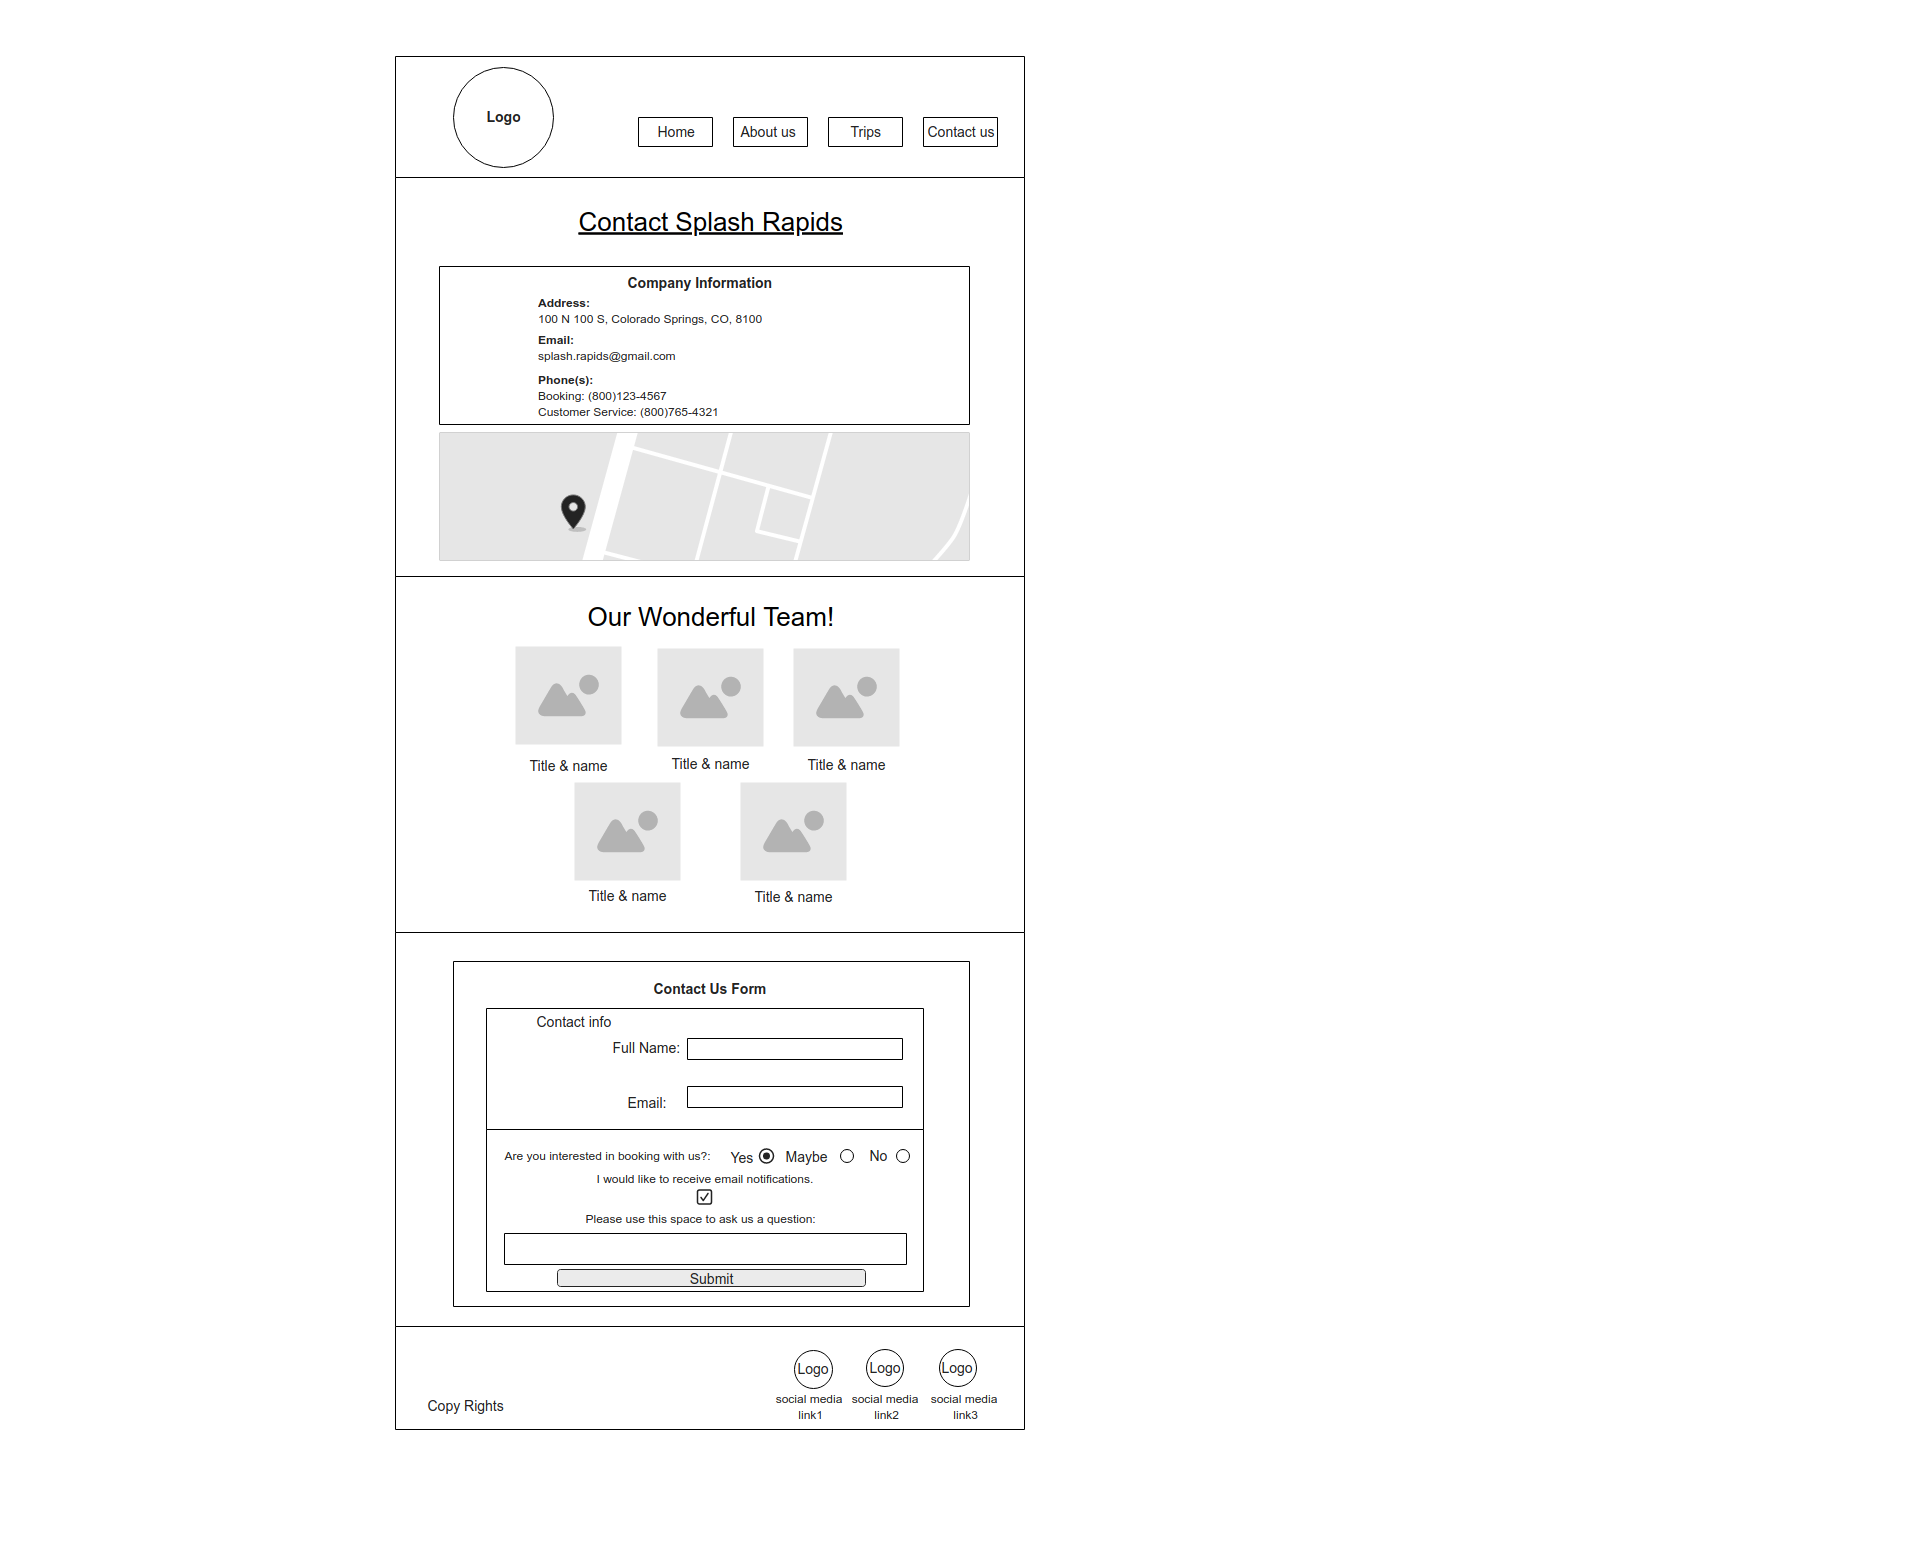 Logo
Home
About us
Trips
Contact us
Contact Splash Rapids
Company Information
Address:
100 N 100 S, Colorado Springs, CO, 8100
Email:
splash.rapids@gmail.com
Phone(s):
Booking: (800)123-4567
Customer Service: (800)765-4321
Our Wonderful Team!
Title & name
Title & name
Title & name
Title & name
Title & name
Contact Us Form
Contact info
Full Name:
Email:
Are you interested in booking with us?: Yes Maybe No
I would like to receive email notifications.
Please use this space to ask us a question:
Submit
Copy Rights
Logo
social media
link1
Logo
social media
link2
Logo
social media
link3